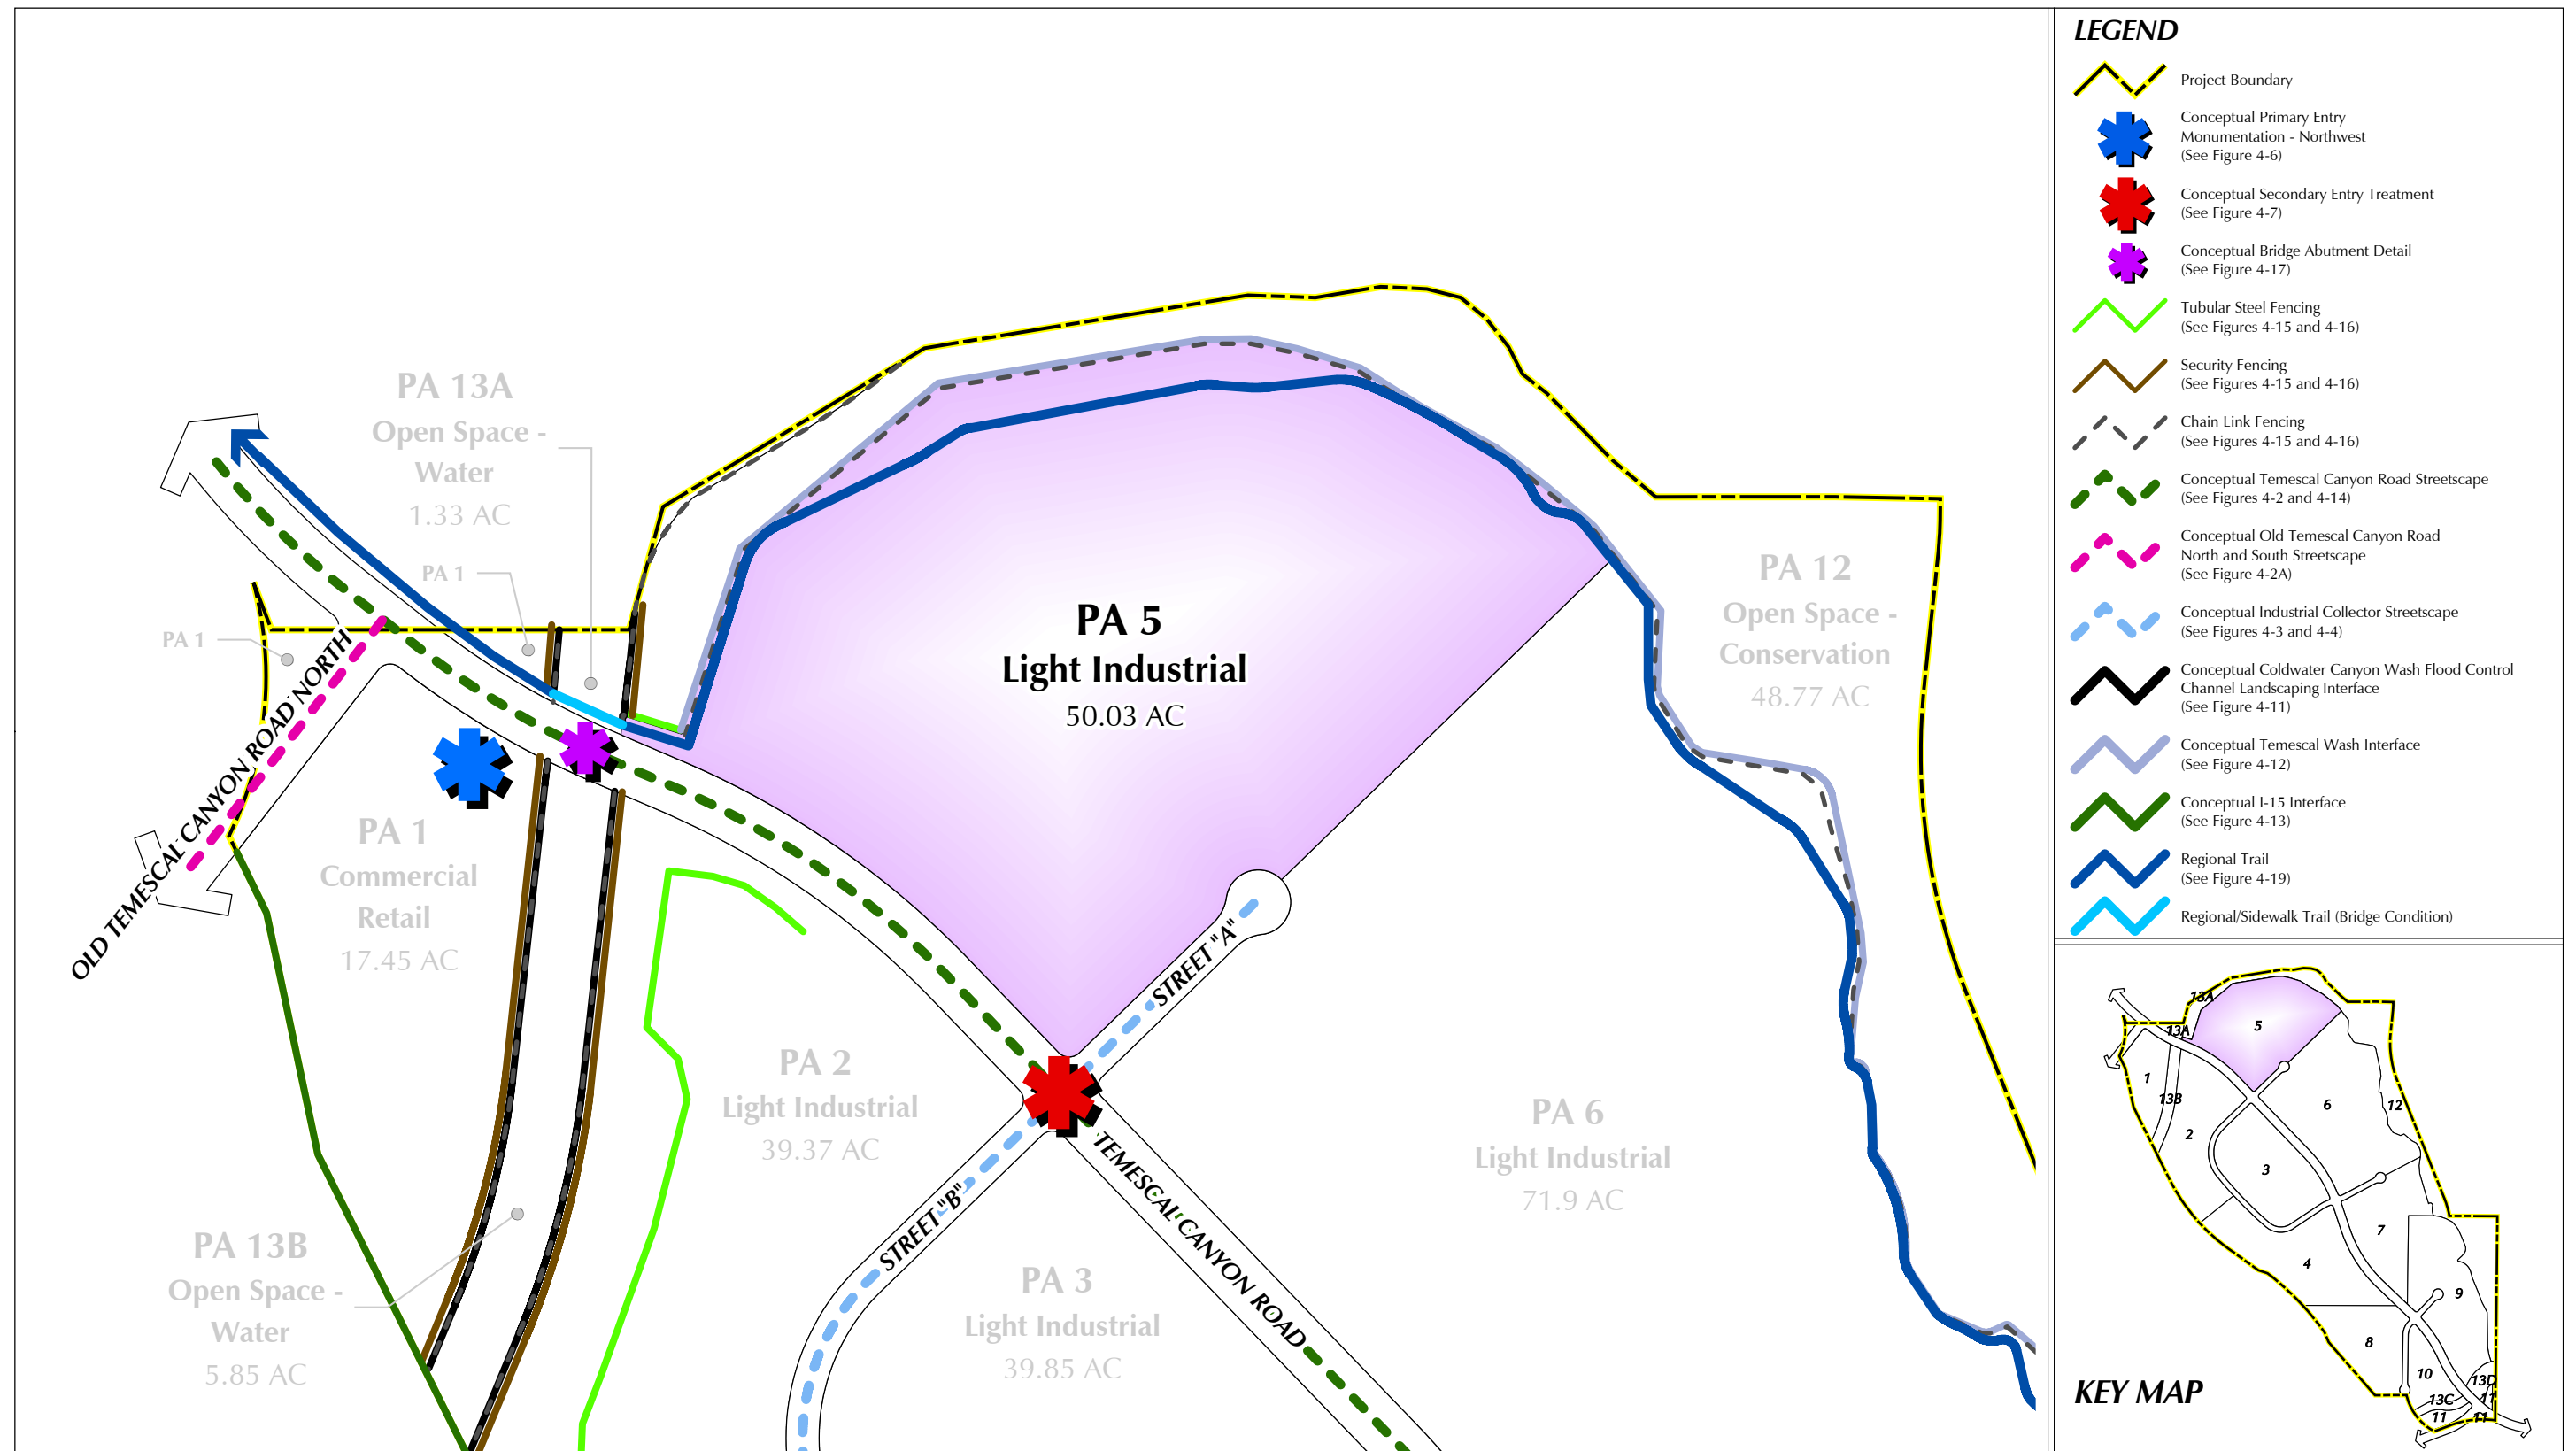 PA 13A
Open Space -
Water
1.33 AC
PA 1
PA 1
OLD TEMESCAL CANYON ROAD NORTH
PA 5
Light Industrial
50.03 AC
PA 12
Open Space -
Conservation
48.77 AC
PA 1
Commercial
Retail
17.45 AC
STREET "A"
PA 2
Light Industrial
39.37 AC
STREET "B"
TEMESCAL CANYON ROAD
PA 6
Light Industrial
71.9 AC
PA 13B
Open Space -
Water
5.85 AC
PA 3
Light Industrial
39.85 AC
LEGEND
Project Boundary
Conceptual Primary Entry
Monumentation - Northwest
(See Figure 4-6)
Conceptual Secondary Entry Treatment
(See Figure 4-7)
Conceptual Bridge Abutment Detail
(See Figure 4-17)
Tubular Steel Fencing
(See Figures 4-15 and 4-16)
Security Fencing
(See Figures 4-15 and 4-16)
Chain Link Fencing
(See Figures 4-15 and 4-16)
Conceptual Temescal Canyon Road Streetscape
(See Figures 4-2 and 4-14)
Conceptual Old Temescal Canyon Road
North and South Streetscape
(See Figure 4-2A)
Conceptual Industrial Collector Streetscape
(See Figures 4-3 and 4-4)
Conceptual Coldwater Canyon Wash Flood Control
Channel Landscaping Interface
(See Figure 4-11)
Conceptual Temescal Wash Interface
(See Figure 4-12)
Conceptual I-15 Interface
(See Figure 4-13)
Regional Trail
(See Figure 4-19)
Regional/Sidewalk Trail (Bridge Condition)
13A
5
13A
1
13B
2
6
12
3
7
4
9
8
10
13D
13C
11
11
11
KEY MAP